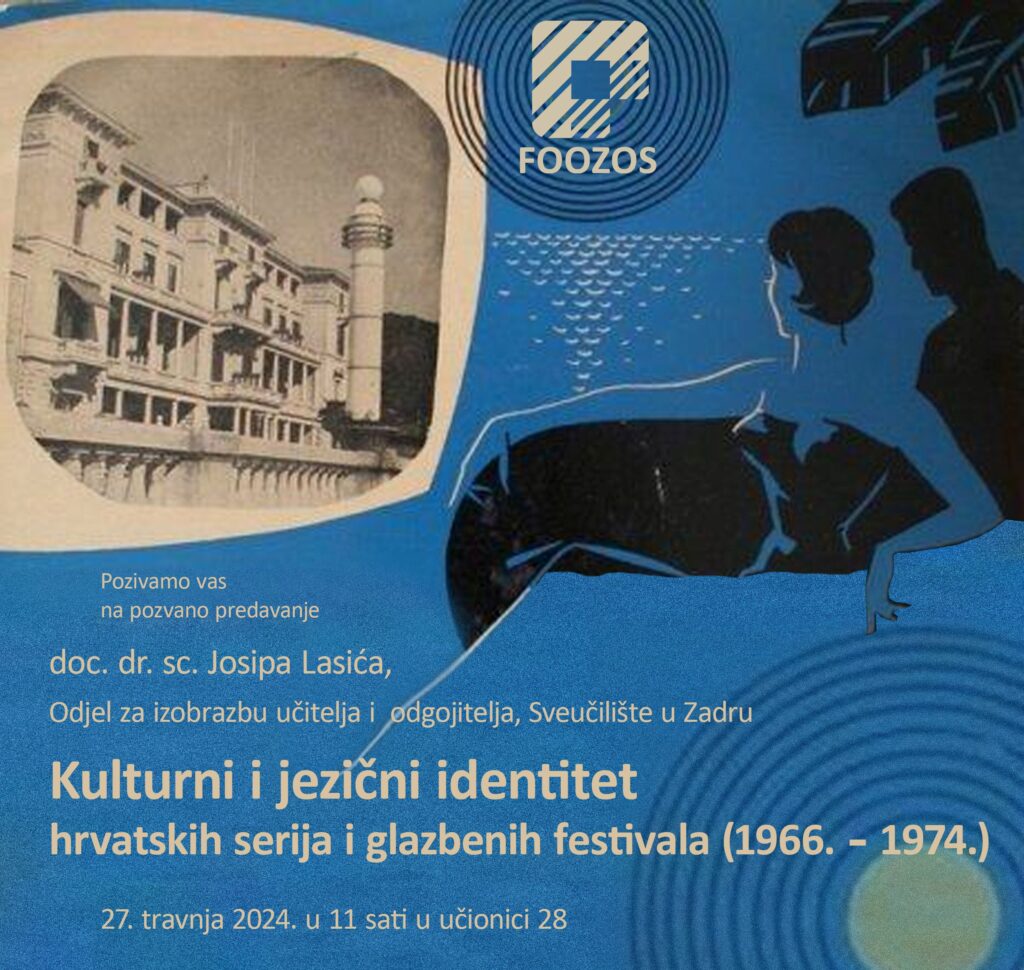 FOOZOS
Pozivamo vas
na pozvano predavanje
doc. dr. sc. Josipa Lasića,
Odjel za izobrazbu učitelja i odgojitelja, Sveučilište u Zadru
Kulturni i jezični identitet
hrvatskih serija i glazbenih festivala (1966. – 1974.)
27. travnja 2024. u 11 sati u učionici 28